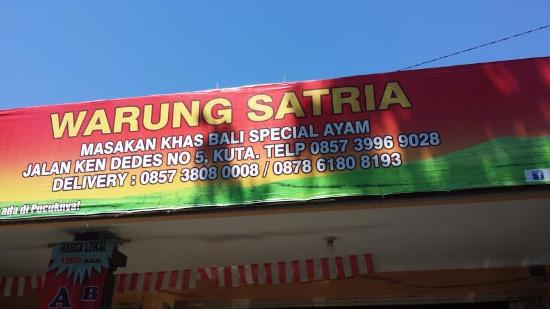 WARUNG SATRIA
MASAKAN KHAS BALI SPECIAL AYAM
JALAN KEN DEDES NO 5, KUTA. TELP 0857 3996 9028
DELIVERY : 0857 3808 0008 / 0878 6180 8193
ada di Pucuknya!
f
HARGA LOKAL
100% HALAL
A B